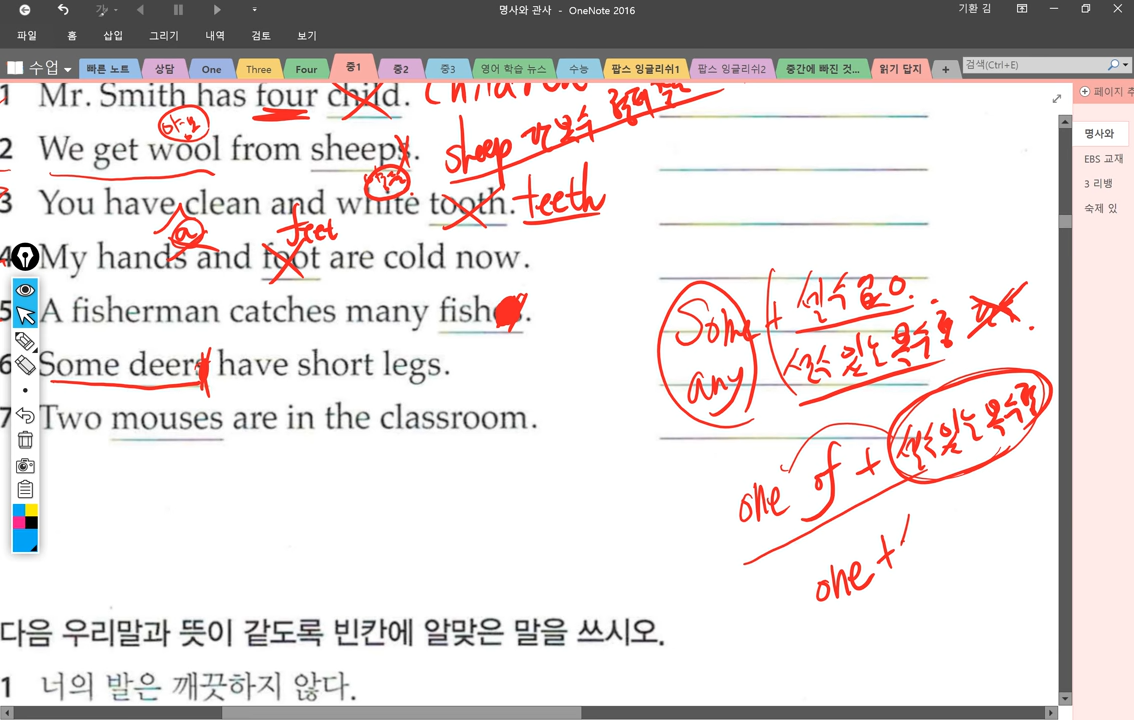 명사와 관사 - OneNote 2016
기환 김
파일 홈 삽입 그리기 내역 검토 보기
수업 빠른 노트 상담 One Three Four 중1 중2 중3 영어 학습 뉴스 수능 팝스 잉글리쉬1 팝스 잉글리쉬2 중간에 빠진 것... 읽기 답지 + 검색(Ctrl+E)
페이지 추
명사와
EBS 교재
3 리뱅
숙제 있
1 Mr. Smith has four child. children
2 We get wool from sheeps. sheep
3 You have clean and white tooth. teeth
a feet
4 My hands and foot are cold now.
5 A fisherman catches many fishes.
6 Some deers have short legs.
7 Two mouses are in the classroom.
Some + 셀수 없ㅇ.
any 셀수 있는 복수형
one of + 셀수있는 복수형
one +
다음 우리말과 뜻이 같도록 빈칸에 알맞은 말을 쓰시오.
1 너의 발은 깨끗하지 않다.